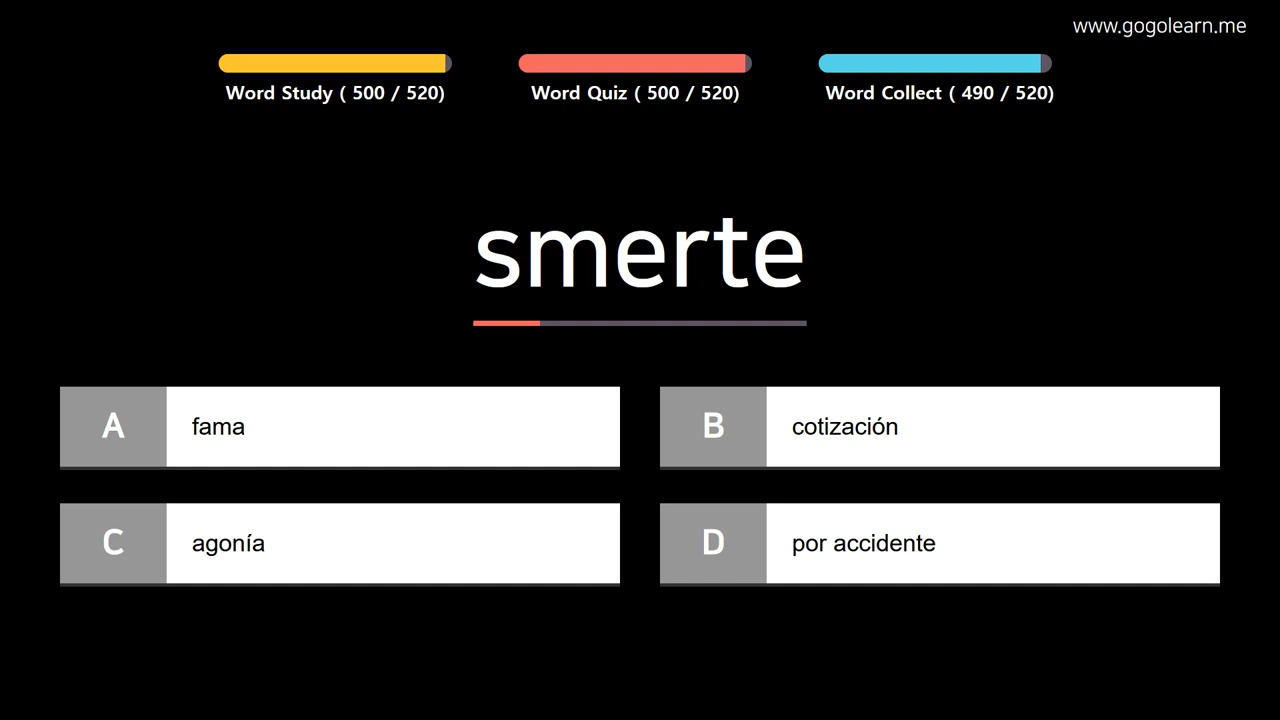 www.gogolearn.me
Word Study ( 500 / 520)
Word Quiz ( 500 / 520)
Word Collect ( 490 / 520)
smerte
A fama
B cotización
C agonía
D por accidente